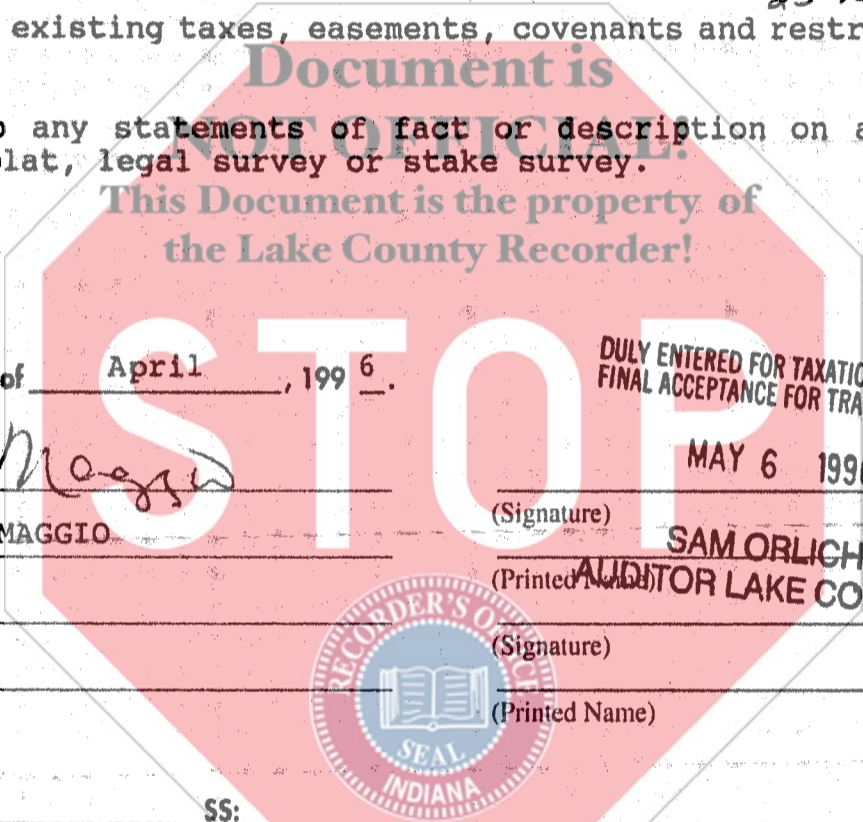 existing taxes, easements, covenants and restr
Document is
any statements of fact or description on a
NOT OFFICIAL!
lat, legal survey or stake survey.
This Document is the property of
the Lake County Recorder!
STOP
of April, 199 6.
DULY ENTERED FOR TAXATIO
FINAL ACCEPTANCE FOR TRA
Maggio
MAY 6 199
(Signature)
MAGGIO
SAM ORLICH
(Printed Name)
AUDITOR LAKE CO
(Signature)
(Printed Name)
RECORDER'S OFFICE
SEAL
INDIANA
SS: